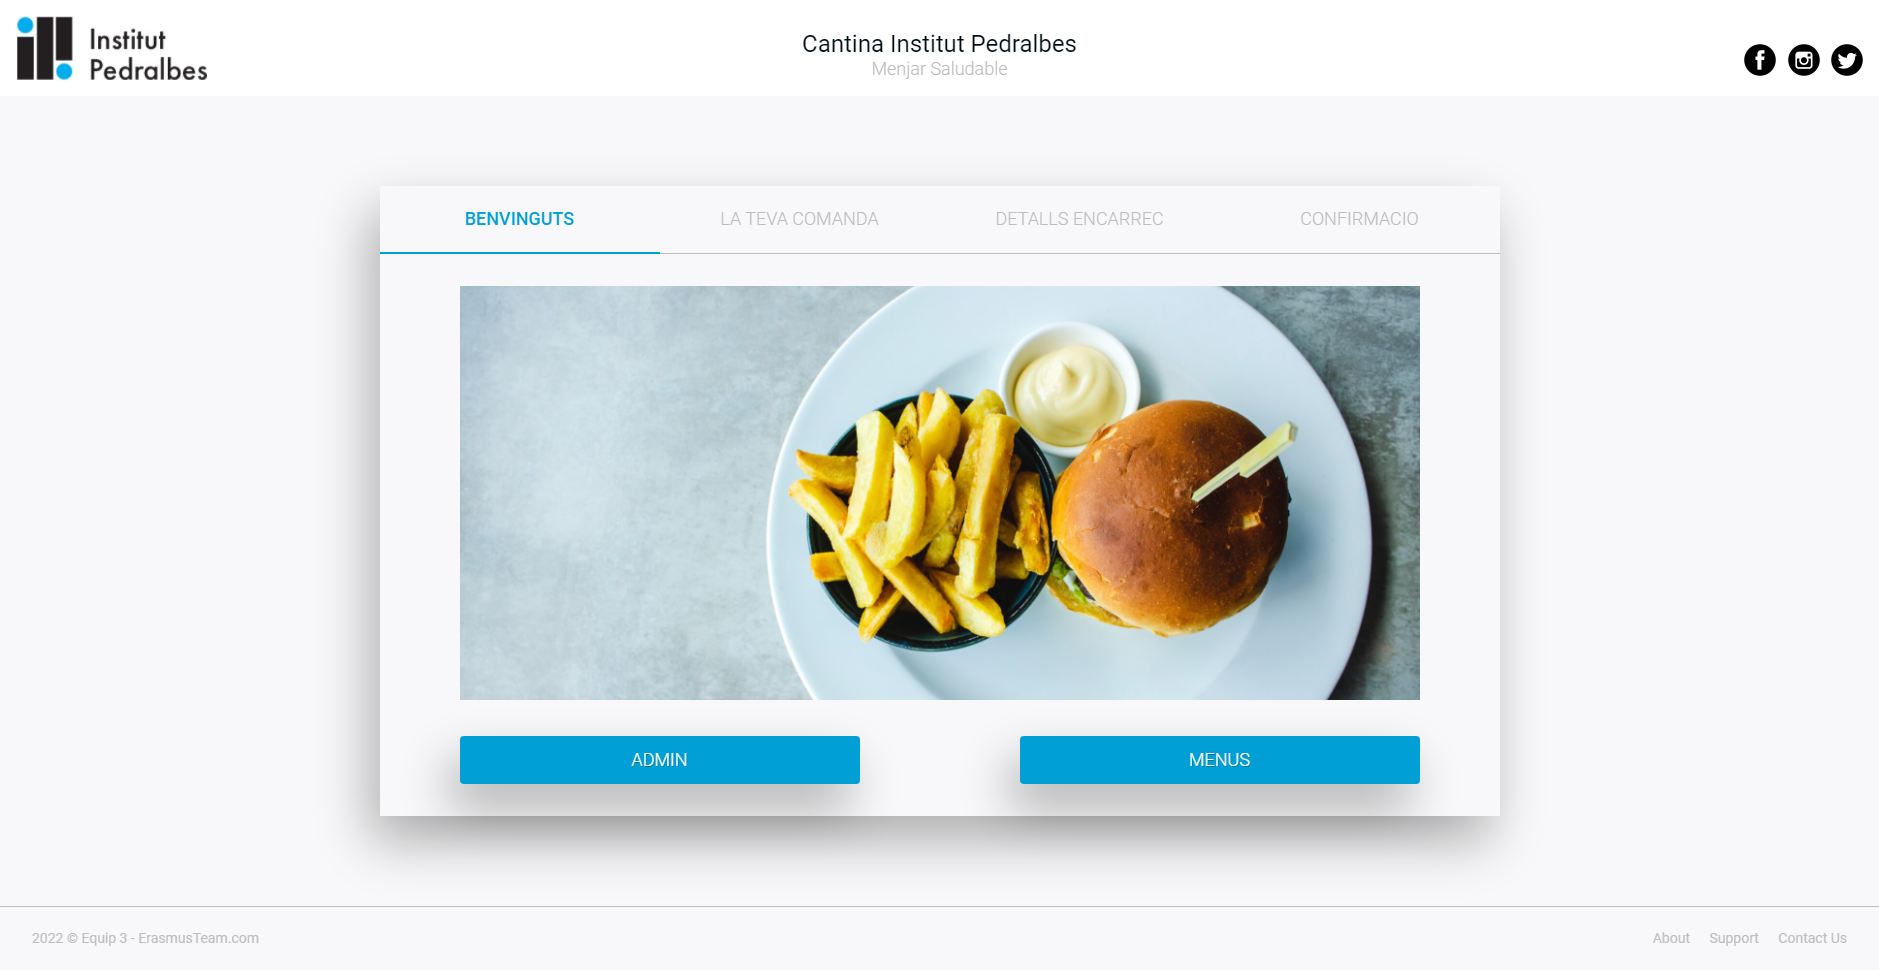 Institut
Pedralbes
Cantina Institut Pedralbes
Menjar Saludable
BENVINGUTS
LA TEVA COMANDA
DETALLS ENCARREC
CONFIRMACIO
ADMIN
MENUS
2022 © Equip 3 - ErasmusTeam.com
About
Support
Contact Us